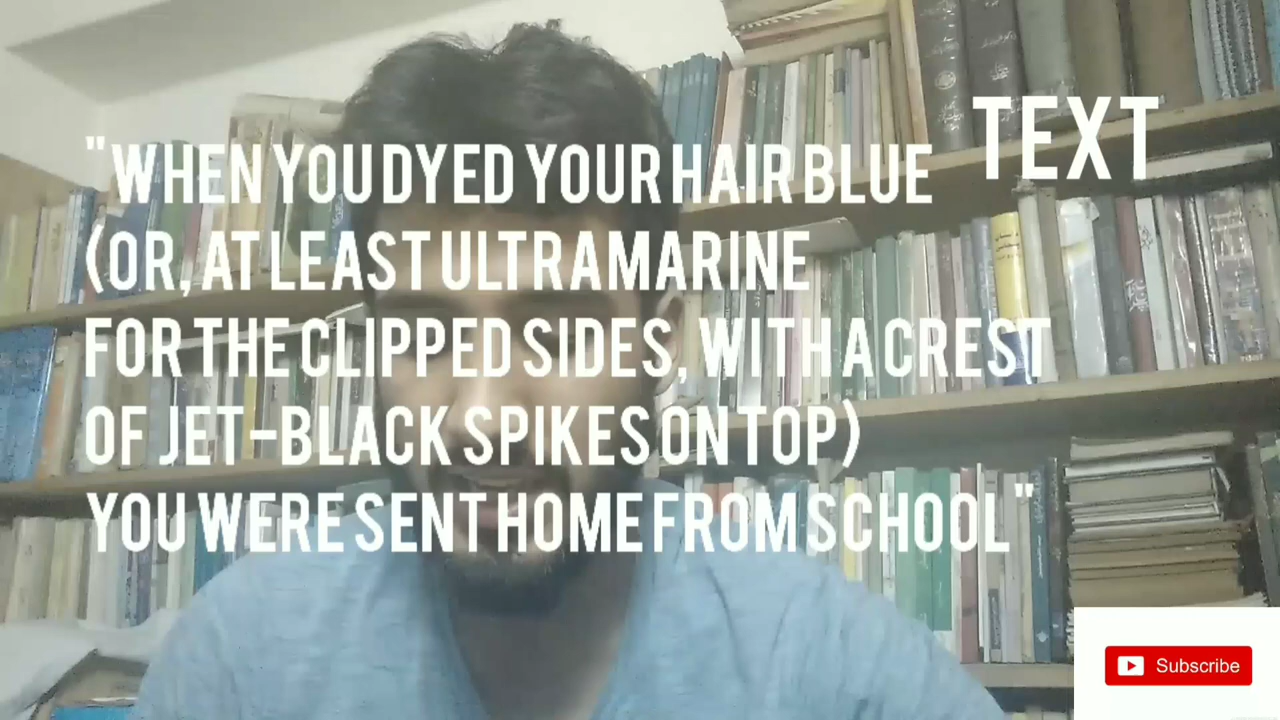 TEXT
"WHEN YOU DYED YOUR HAIR BLUE
(OR, AT LEAST ULTRAMARINE
FOR THE CLIPPED SIDES, WITH A CREST
OF JET-BLACK SPIKES ON TOP)
YOU WERE SENT HOME FROM SCHOOL"
Subscribe